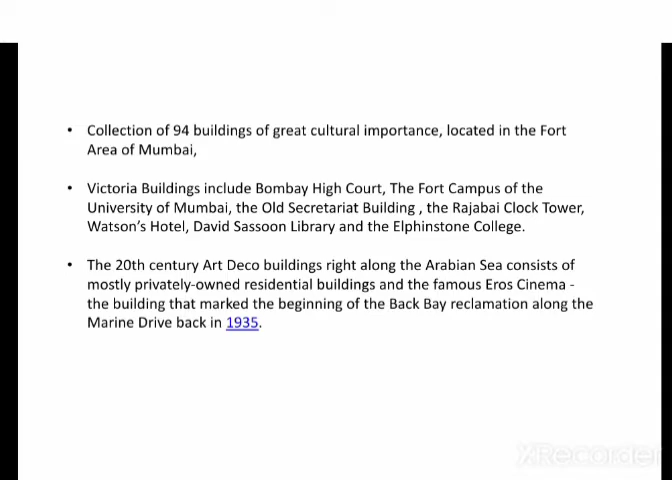 • Collection of 94 buildings of great cultural importance, located in the Fort
Area of Mumbai,
• Victoria Buildings include Bombay High Court, The Fort Campus of the
University of Mumbai, the Old Secretariat Building , the Rajabai Clock Tower,
Watson's Hotel, David Sassoon Library and the Elphinstone College.
• The 20th century Art Deco buildings right along the Arabian Sea consists of
mostly privately-owned residential buildings and the famous Eros Cinema -
the building that marked the beginning of the Back Bay reclamation along the
Marine Drive back in 1935.
XRecorder